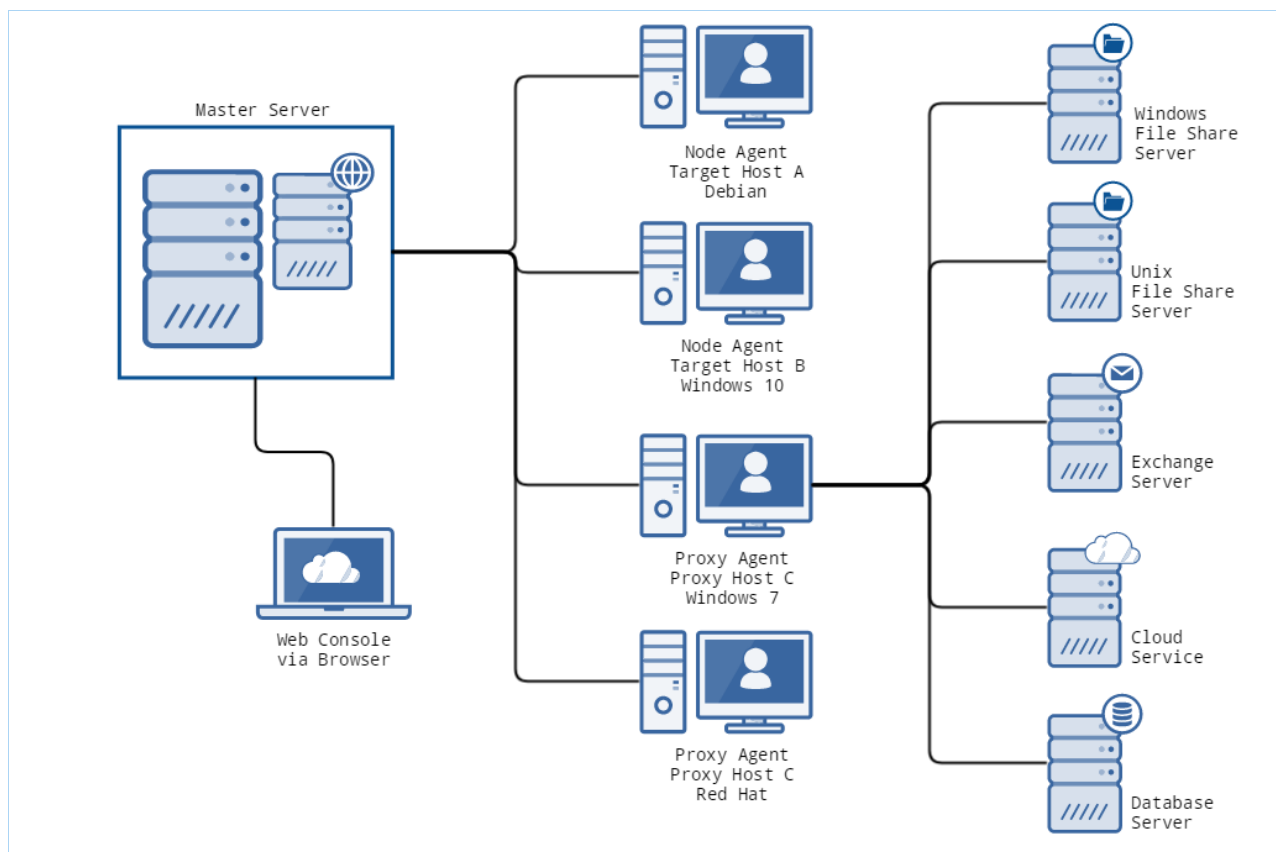 Master Server
Web Console
via Browser
Node Agent
Target Host A
Debian
Node Agent
Target Host B
Windows 10
Proxy Agent
Proxy Host C
Windows 7
Proxy Agent
Proxy Host C
Red Hat
Windows
File Share
Server
Unix
File Share
Server
Exchange
Server
Cloud
Service
Database
Server